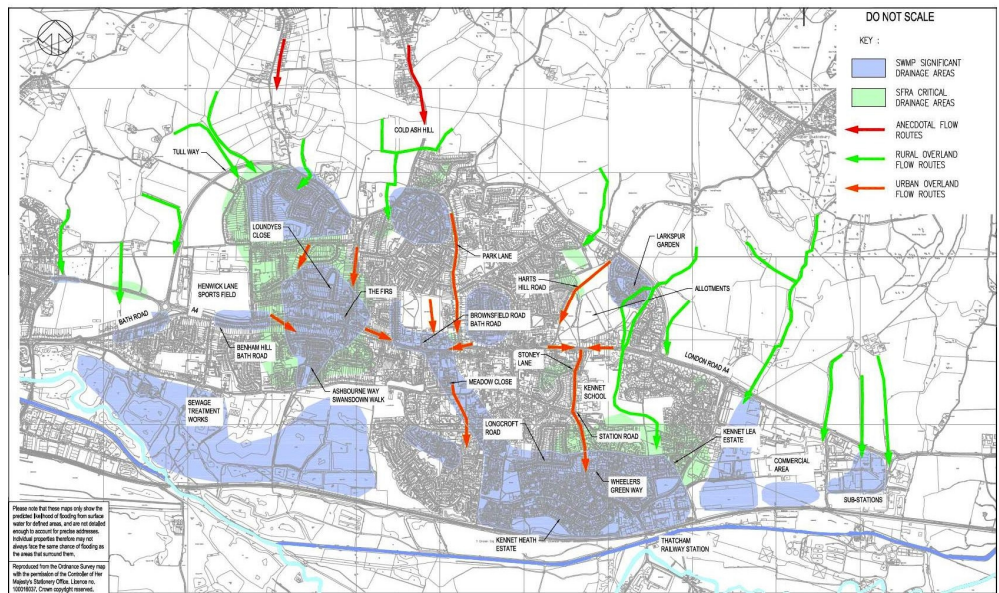 DO NOT SCALE
KEY :
SWMP SIGNIFICANT
DRAINAGE AREAS
SFRA CRITICAL
DRAINAGE AREAS
ANECDOTAL FLOW
ROUTES
RURAL OVERLAND
FLOW ROUTES
URBAN OVERLAND
FLOW ROUTES
COLD ASH HILL
TULL WAY
LOUNDYES
CLOSE
PARK LANE
LARKSPUR
GARDEN
HENWICK LANE
SPORTS FIELD
THE FIRS
HARTS
HILL ROAD
ALLOTMENTS
BATH ROAD
A4
BROWNSFIELD ROAD
BATH ROAD
BENHAM HILL
BATH ROAD
STONEY
LANE
LONDON ROAD A4
ASHBOURNE WAY
SWANSDOWN WALK
MEADOW CLOSE
KENNET
SCHOOL
SEWAGE
TREATMENT
WORKS
LONGCROFT
ROAD
STATION ROAD
KENNET LEA
ESTATE
COMMERCIAL
AREA
WHEELERS
GREEN WAY
SUB-STATIONS
KENNET HEATH
ESTATE
THATCHAM
RAILWAY STATION
Please note that these maps only show the
predicted likelihood of flooding from surface
water for defined areas, and are not detailed
enough to account for precise addresses.
Individual properties therefore may not
always face the same chance of flooding as
the areas that surround them.
Reproduced from the Ordnance Survey map
with the permission of the Controller of Her
Majesty's Stationery Office. Licence no.
100018037. Crown copyright reserved.